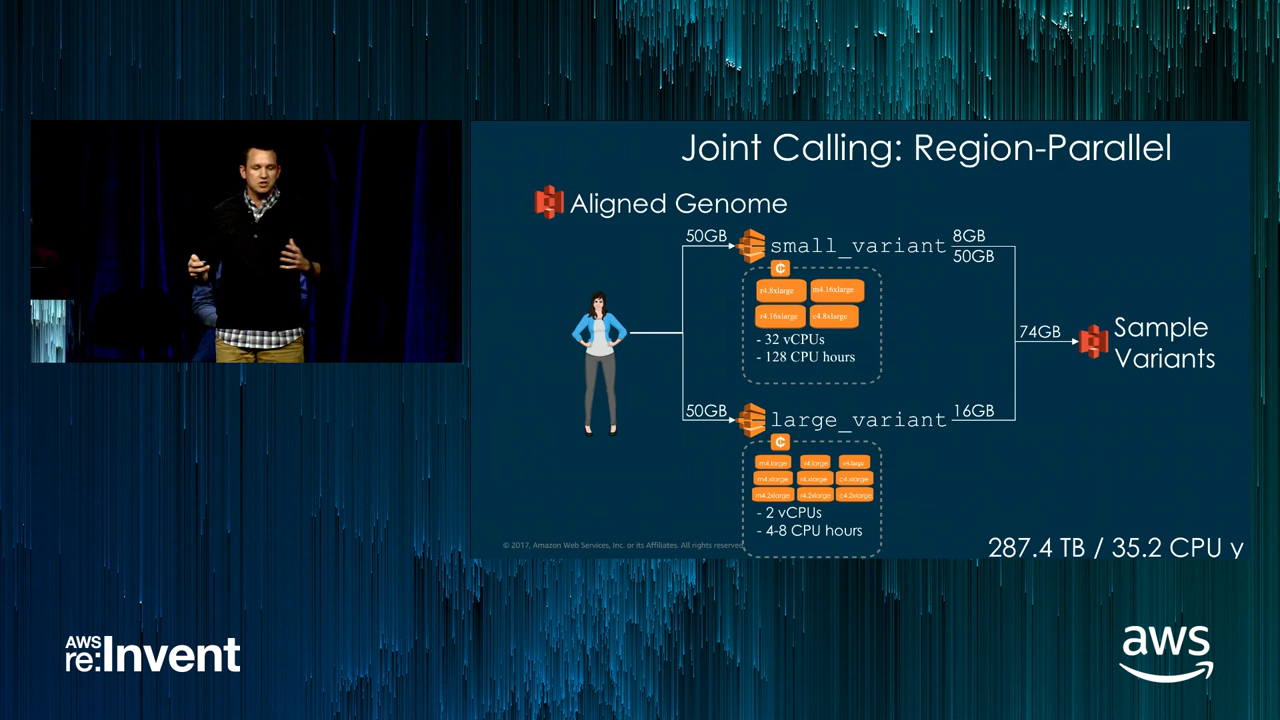 Joint Calling: Region-Parallel
Aligned Genome
50GB
small_variant
8GB
50GB
¢
r4.8xlarge
m4.16xlarge
r4.16xlarge
c4.8xlarge
- 32 vCPUs
- 128 CPU hours
74GB
Sample
Variants
50GB
large_variant
16GB
¢
m4.large
r4.large
c4.large
m4.xlarge
r4.xlarge
c4.xlarge
m4.2xlarge
r4.2xlarge
c4.2xlarge
- 2 vCPUs
- 4-8 CPU hours
© 2017, Amazon Web Services, Inc. or its Affiliates. All rights reserved
287.4 TB / 35.2 CPU y
AWS
re:Invent
aws